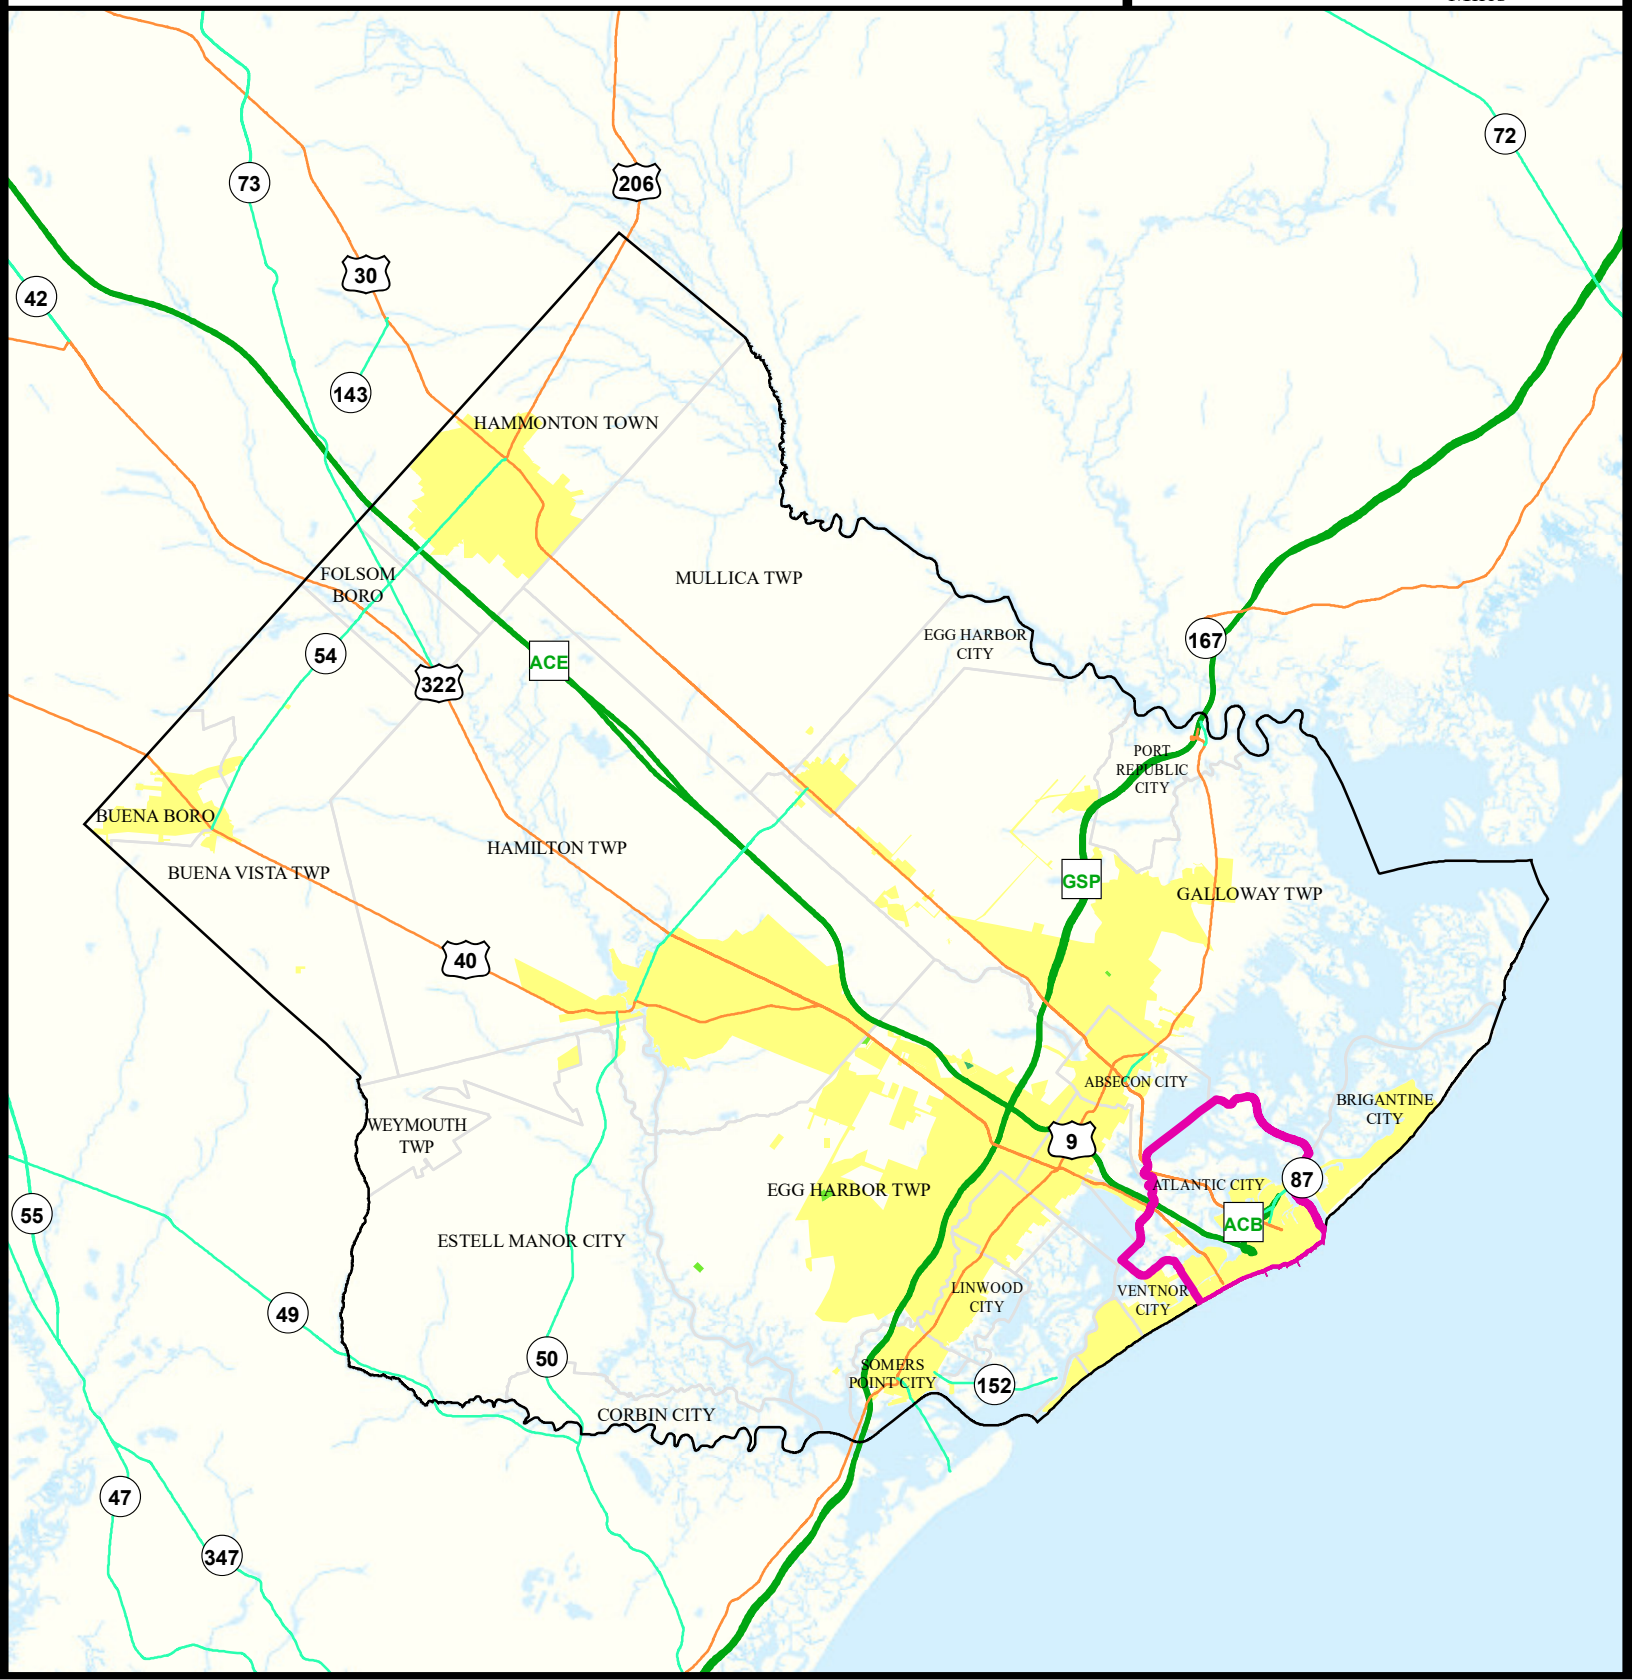 72
73
206
30
42
143
HAMMONTON TOWN
FOLSOM
BORO
MULLICA TWP
EGG HARBOR
CITY
167
54
ACE
322
PORT
REPUBLIC
CITY
BUENA BORO
HAMILTON TWP
BUENA VISTA TWP
GSP
GALLOWAY TWP
40
ABSECON CITY
BRIGANTINE
CITY
WEYMOUTH
TWP
9
EGG HARBOR TWP
ATLANTIC CITY
87
55
ACB
ESTELL MANOR CITY
LINWOOD
CITY
VENTNOR
CITY
49
50
SOMERS
POINT CITY
152
CORBIN CITY
47
347